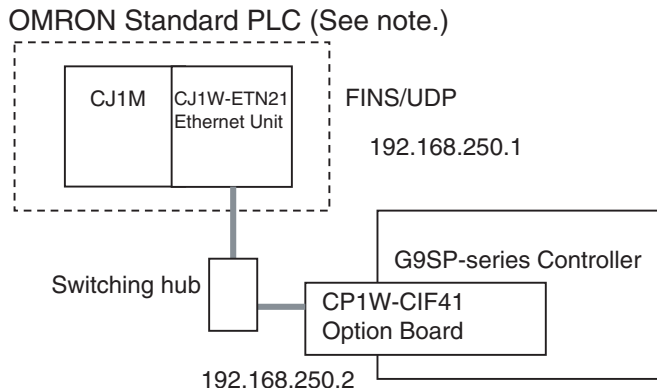 OMRON Standard PLC (See note.)
CJ1M
CJ1W-ETN21
Ethernet Unit
FINS/UDP
192.168.250.1
G9SP-series Controller
Switching hub
CP1W-CIF41
Option Board
192.168.250.2